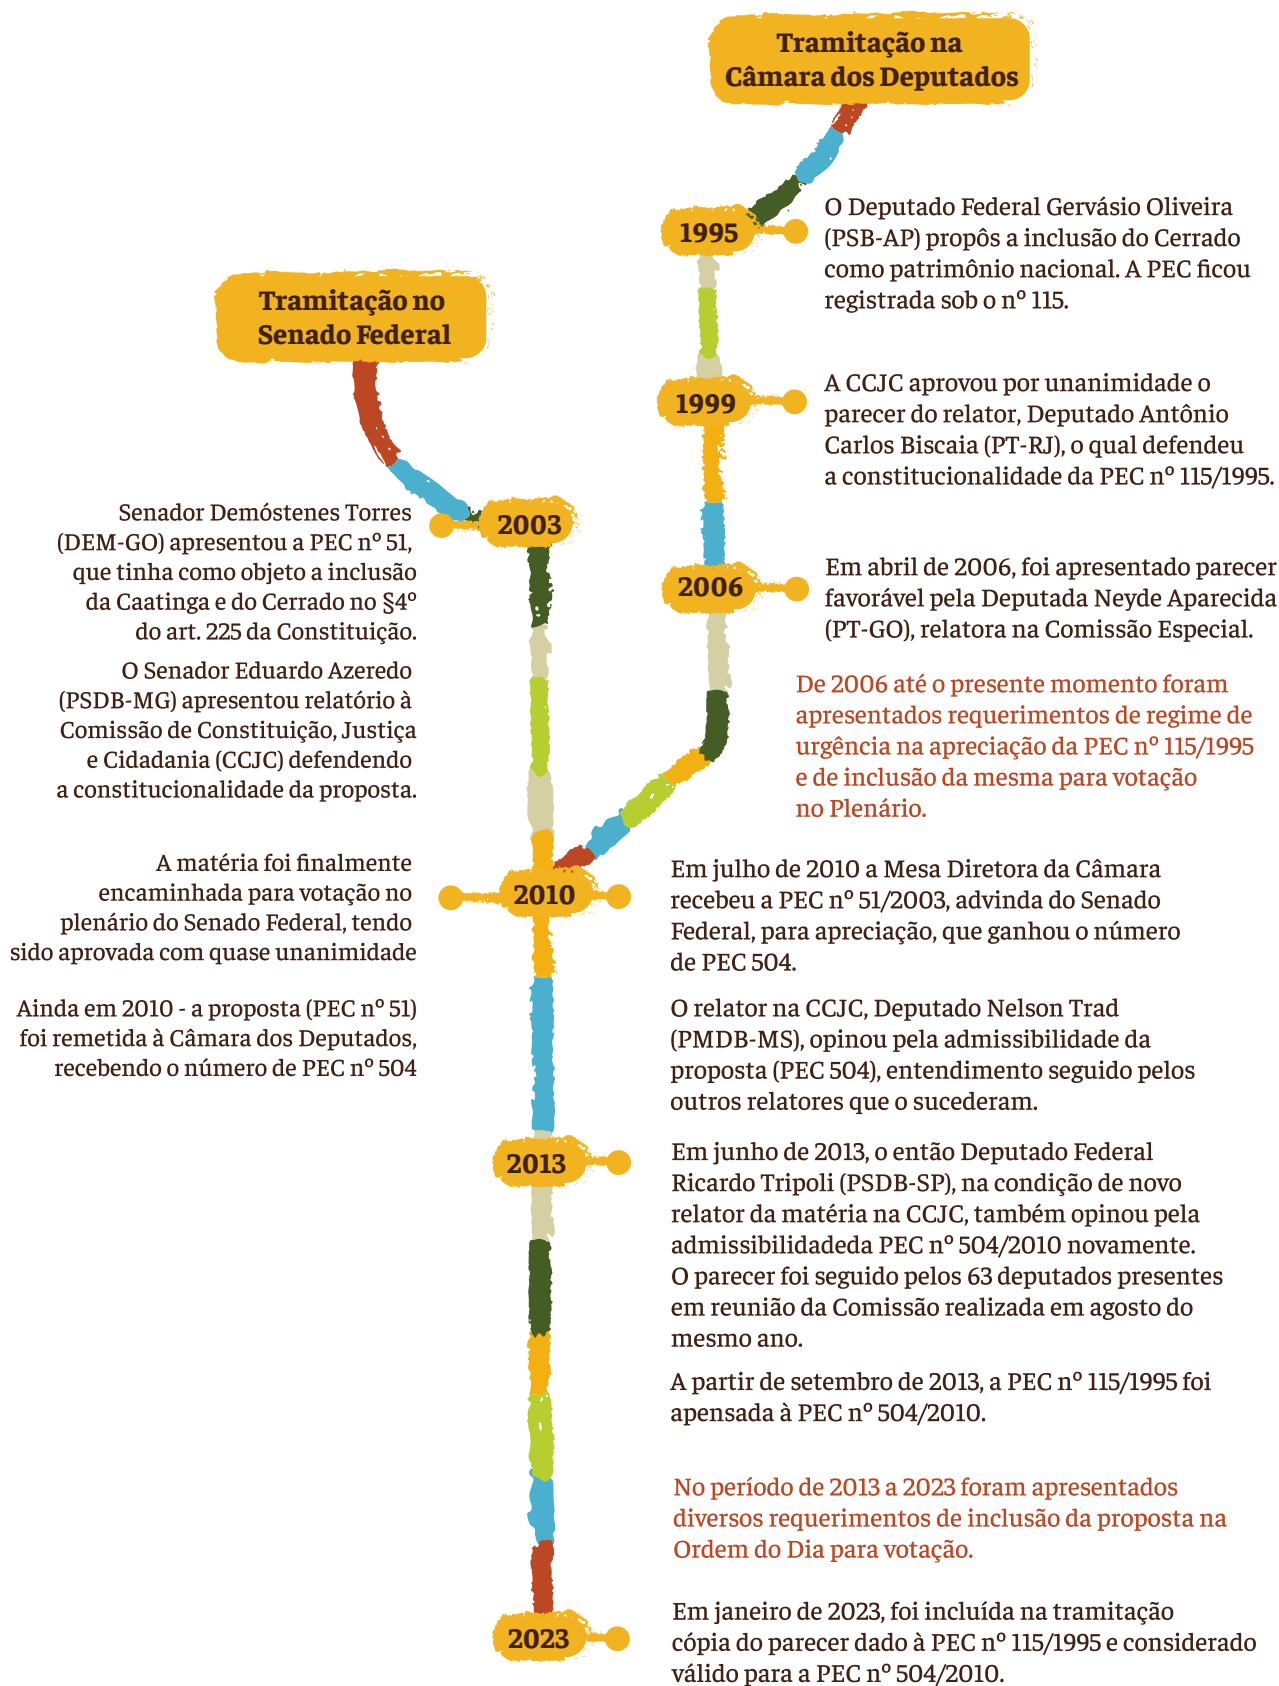 Tramitação na
Câmara dos Deputados
1995
O Deputado Federal Gervásio Oliveira
(PSB-AP) propôs a inclusão do Cerrado
como patrimônio nacional. A PEC ficou
registrada sob o nº 115.
1999
A CCJC aprovou por unanimidade o
parecer do relator, Deputado Antônio
Carlos Biscaia (PT-RJ), o qual defendeu
a constitucionalidade da PEC nº 115/1995.
2006
Em abril de 2006, foi apresentado parecer
favorável pela Deputada Neyde Aparecida
(PT-GO), relatora na Comissão Especial.
De 2006 até o presente momento foram
apresentados requerimentos de regime de
urgência na apreciação da PEC nº 115/1995
e de inclusão da mesma para votação
no Plenário.
Tramitação no
Senado Federal
2003
Senador Demóstenes Torres
(DEM-GO) apresentou a PEC nº 51,
que tinha como objeto a inclusão
da Caatinga e do Cerrado no §4º
do art. 225 da Constituição.
O Senador Eduardo Azeredo
(PSDB-MG) apresentou relatório à
Comissão de Constituição, Justiça
e Cidadania (CCJC) defendendo
a constitucionalidade da proposta.
2010
A matéria foi finalmente
encaminhada para votação no
plenário do Senado Federal, tendo
sido aprovada com quase unanimidade
Ainda em 2010 - a proposta (PEC nº 51)
foi remetida à Câmara dos Deputados,
recebendo o número de PEC nº 504
Em julho de 2010 a Mesa Diretora da Câmara
recebeu a PEC nº 51/2003, advinda do Senado
Federal, para apreciação, que ganhou o número
de PEC 504.
O relator na CCJC, Deputado Nelson Trad
(PMDB-MS), opinou pela admissibilidade da
proposta (PEC 504), entendimento seguido pelos
outros relatores que o sucederam.
2013
Em junho de 2013, o então Deputado Federal
Ricardo Tripoli (PSDB-SP), na condição de novo
relator da matéria na CCJC, também opinou pela
admissibilidadeda PEC nº 504/2010 novamente.
O parecer foi seguido pelos 63 deputados presentes
em reunião da Comissão realizada em agosto do
mesmo ano.
A partir de setembro de 2013, a PEC nº 115/1995 foi
apensada à PEC nº 504/2010.
No período de 2013 a 2023 foram apresentados
diversos requerimentos de inclusão da proposta na
Ordem do Dia para votação.
2023
Em janeiro de 2023, foi incluída na tramitação
cópia do parecer dado à PEC nº 115/1995 e considerado
válido para a PEC nº 504/2010.